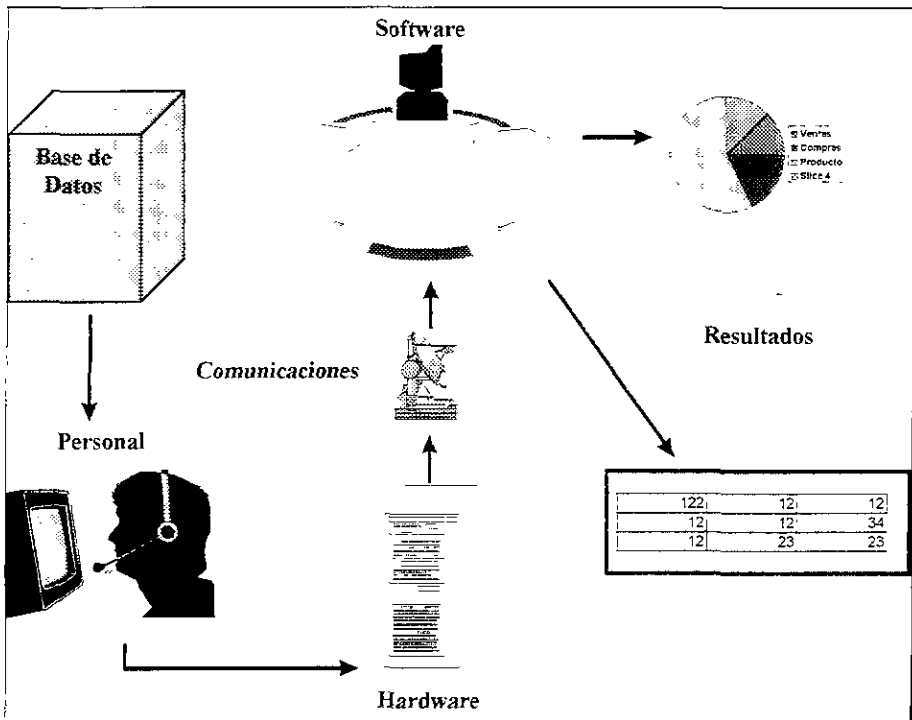 Software
Base de
Datos
Ventas
Compras
Producto
Slice 4
Resultados
Comunicaciones
Personal
122 12 12
12 12 34
12 23 23
Hardware